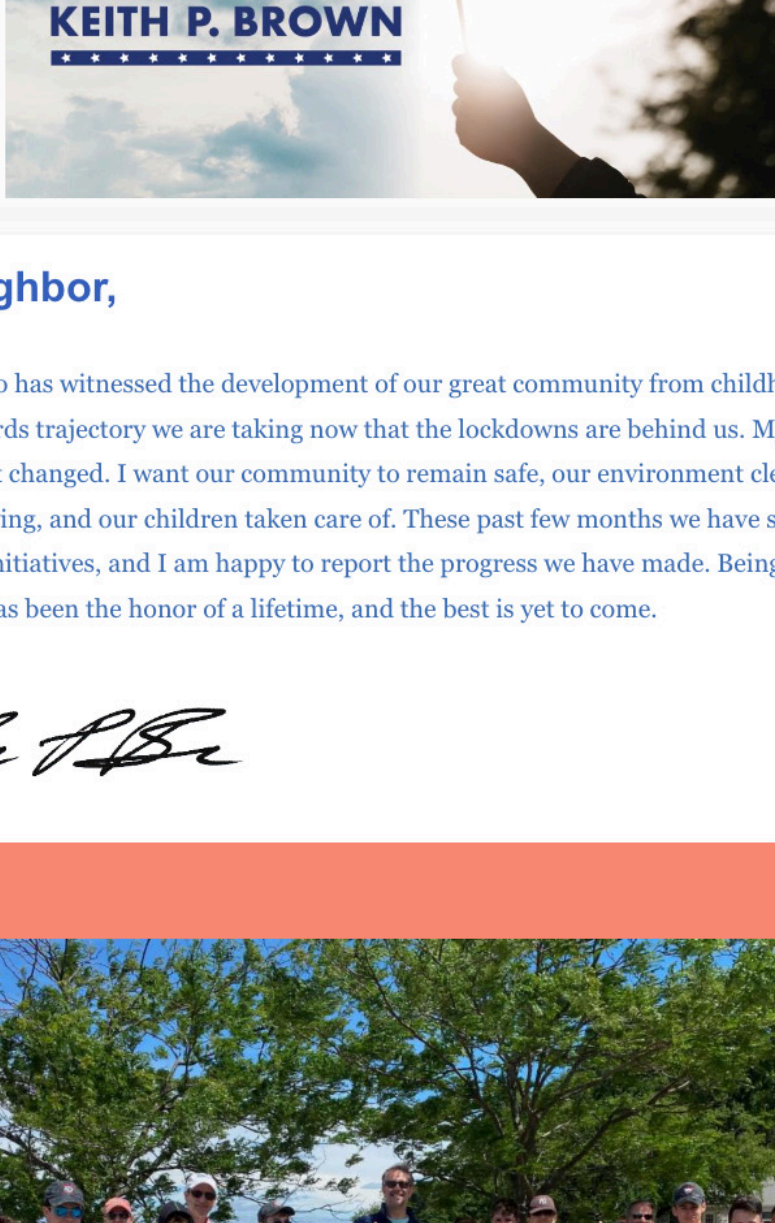 KEITH P. BROWN
ghbor,
o has witnessed the development of our great community from childh
rds trajectory we are taking now that the lockdowns are behind us. M
t changed. I want our community to remain safe, our environment cle
ing, and our children taken care of. These past few months we have s
nitiatives, and I am happy to report the progress we have made. Being
as been the honor of a lifetime, and the best is yet to come.